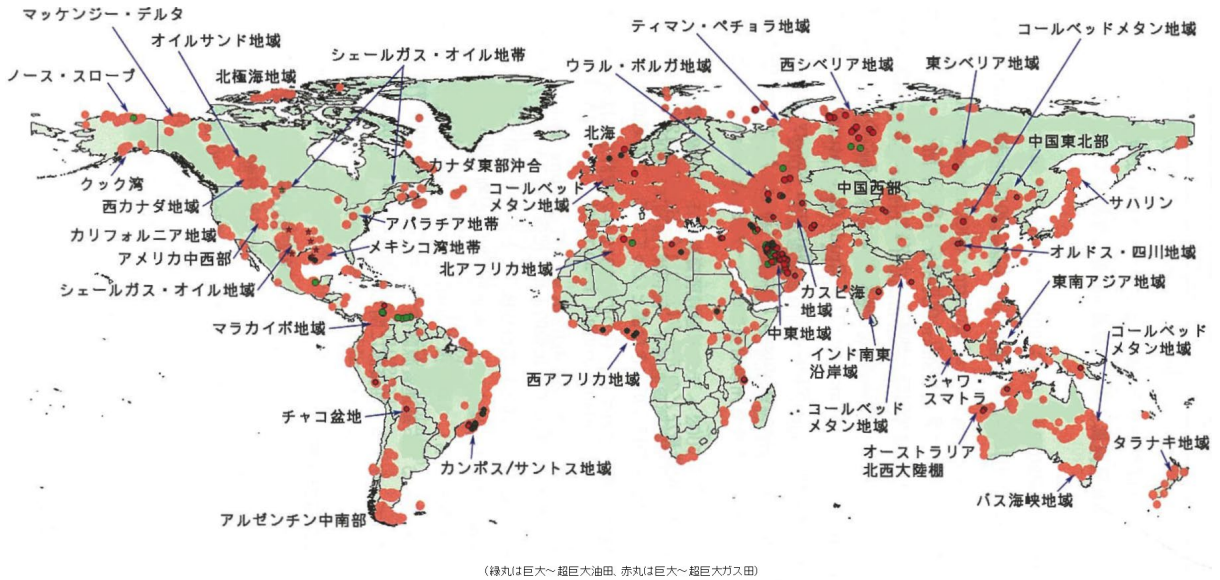 マッケンジー・デルタ
オイルサンド地域
シェールガス・オイル地帯
ティマン・ペチョラ地域
コールベッドメタン地域
ノース・スロープ
北極海地域
ウラル・ボルガ地域
西シベリア地域
東シベリア地域
北海
中国東北部
クック湾
カナダ東部沖合
コールベッド
メタン地域
中国西部
サハリン
西カナダ地域
アパラチア地帯
カリフォルニア地域
メキシコ湾地帯
アメリカ中西部
北アフリカ地域
オルドス・四川地域
シェールガス・オイル地域
カスピ海
地域
東南アジア地域
マラカイボ地域
中東地域
コールベッド
メタン地域
インド南東
沿岸域
西アフリカ地域
ジャワ・
スマトラ
チャコ盆地
コールベッド
メタン地域
オーストラリア
北西大陸棚
タラナキ地域
カンポス/サントス地域
バス海峡地域
アルゼンチン中南部
(緑丸は巨大～超巨大油田、赤丸は巨大～超巨大ガス田)